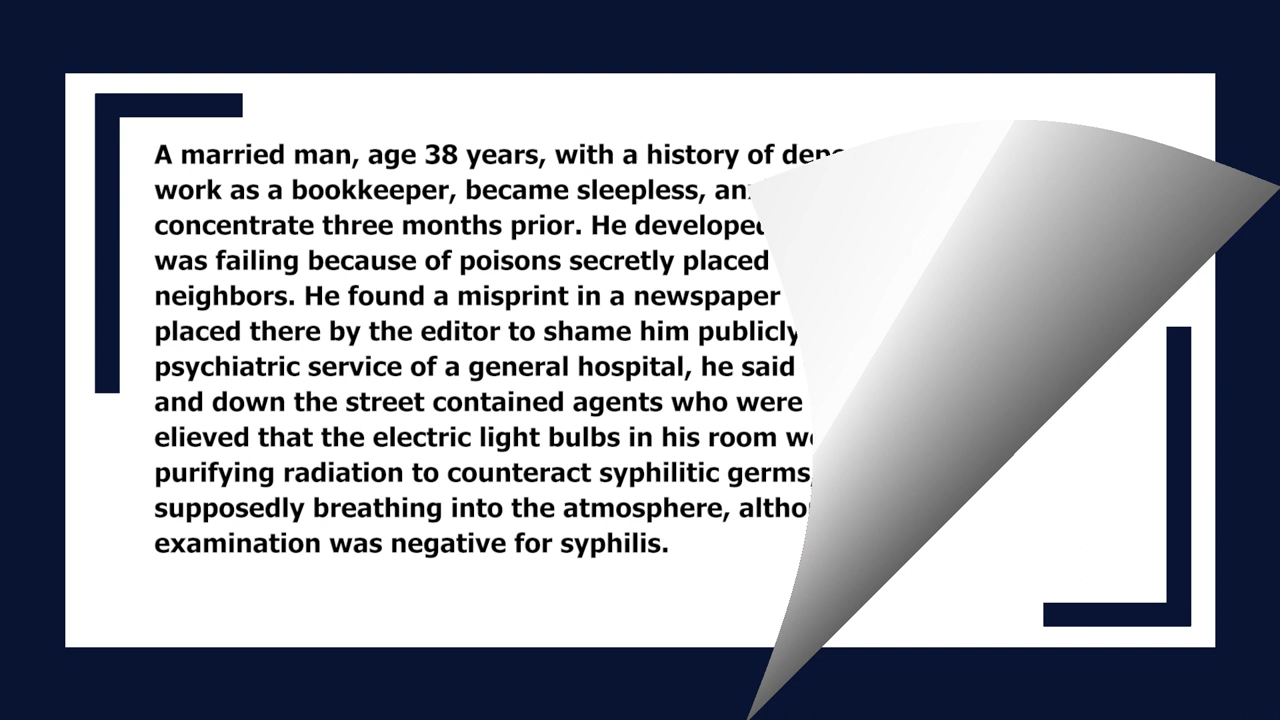 A married man, age 38 years, with a history of
work as a bookkeeper, became sleepless,
concentrate three months prior. He developed
was failing because of poisons secretly placed
neighbors. He found a misprint in a newspaper
placed there by the editor to shame him publicly
psychiatric service of a general hospital, he said
and down the street contained agents who were
elieved that the electric light bulbs in his room
purifying radiation to counteract syphilitic germs,
supposedly breathing into the atmosphere,
examination was negative for syphilis.